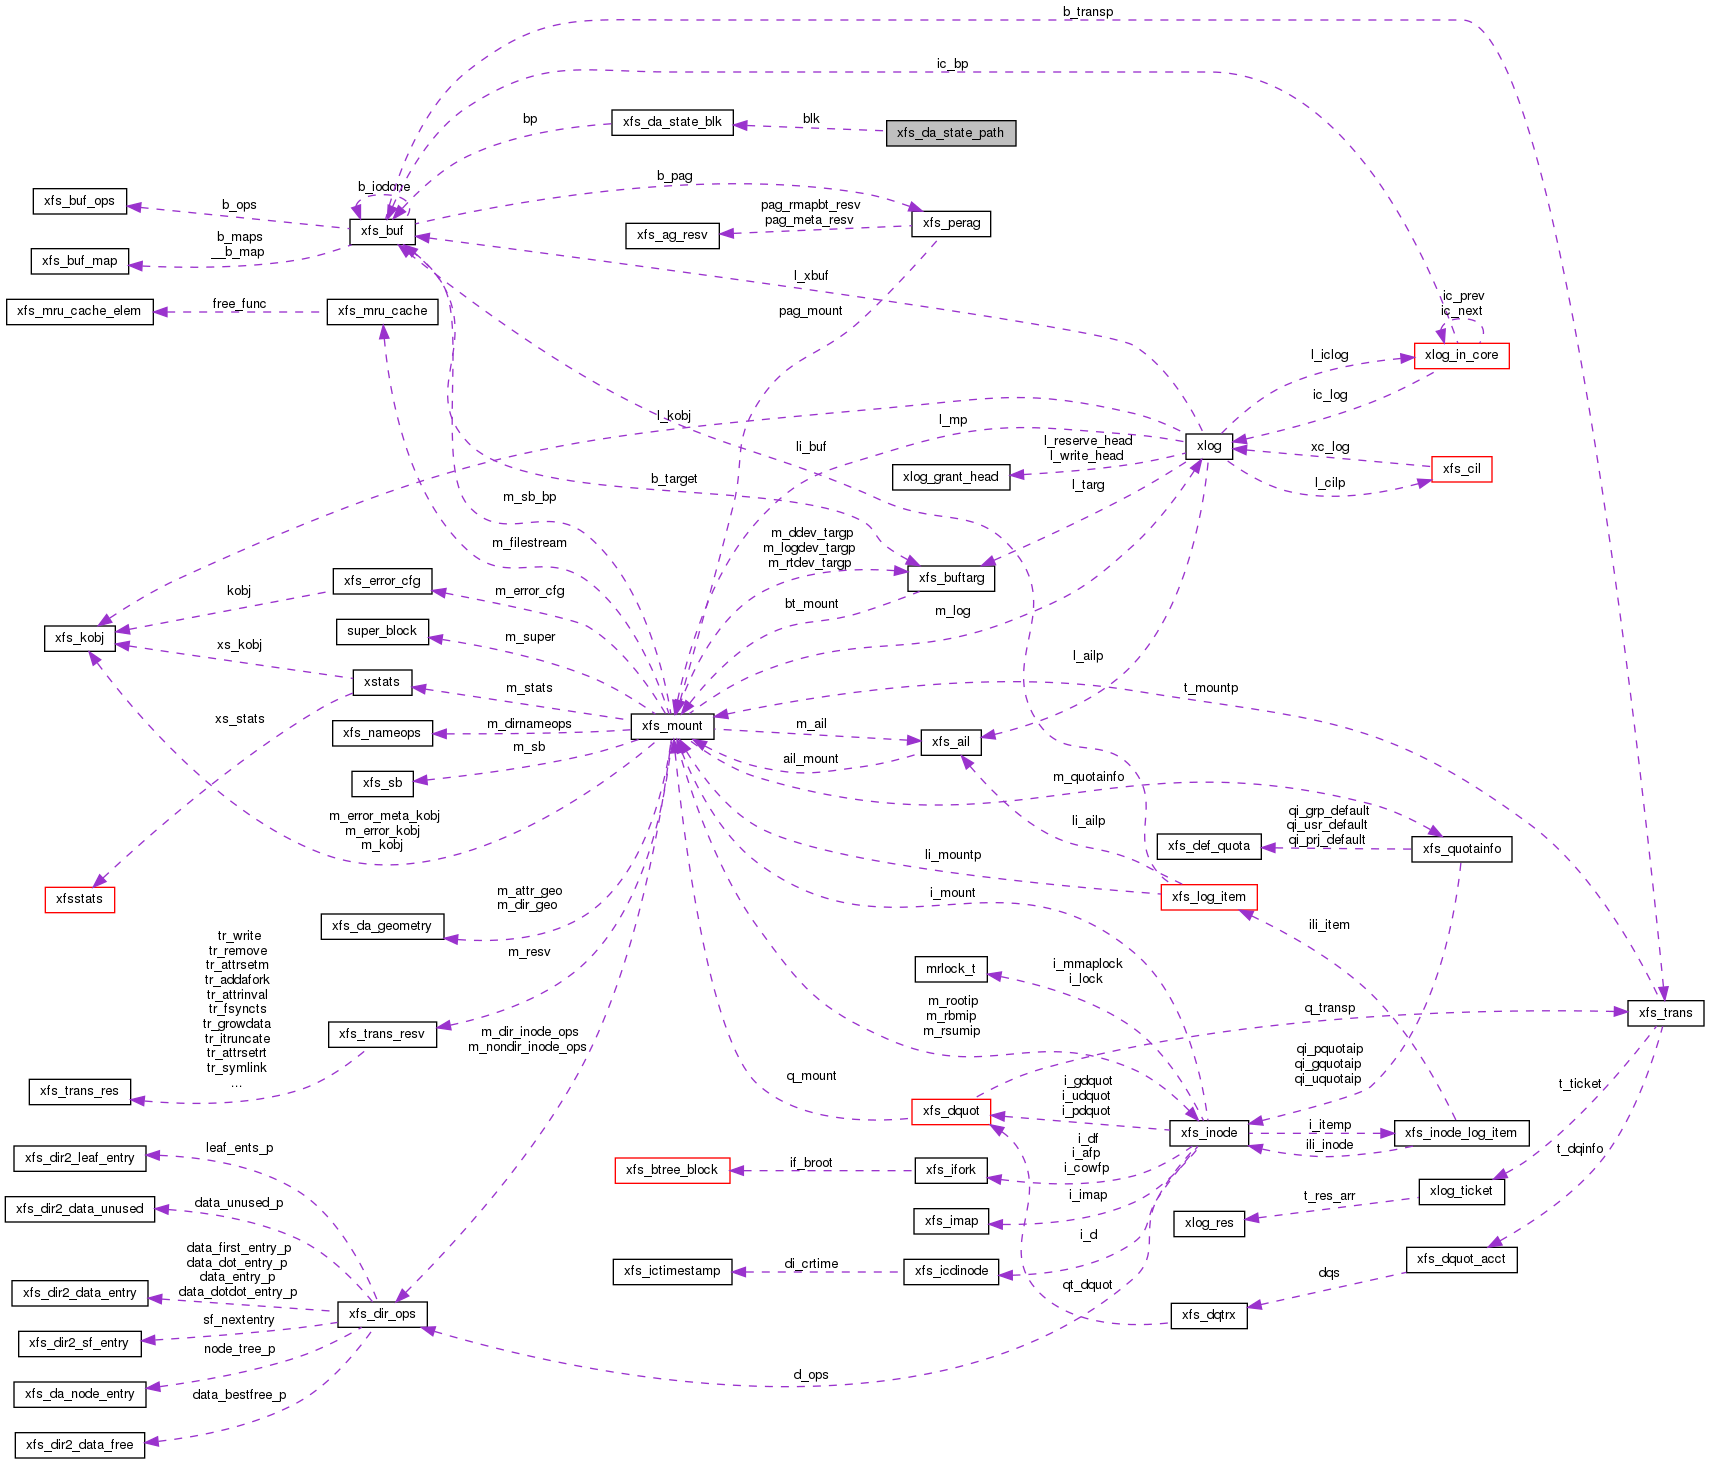 b_transp
ic_bp
xfs_da_state_blk
blk
xfs_da_state_path
bp
b_iodone
b_pag
xfs_buf_ops
b_ops
xfs_buf
pag_rmapbt_resv
pag_meta_resv
xfs_perag
xfs_ag_resv
b_maps
__b_map
xfs_buf_map
l_xbuf
xfs_mru_cache_elem
free_func
xfs_mru_cache
pag_mount
ic_prev
ic_next
l_iclog
xlog_in_core
ic_log
l_kobj
l_mp
li_buf
l_reserve_head
l_write_head
xlog
xc_log
xfs_cil
xlog_grant_head
l_cilp
b_target
l_targ
m_sb_bp
m_filestream
m_ddev_targp
m_logdev_targp
m_rtdev_targp
xfs_error_cfg
kobj
m_error_cfg
xfs_buftarg
bt_mount
m_log
xfs_kobj
super_block
xs_kobj
m_super
l_ailp
xstats
m_stats
t_mountp
xs_stats
xfs_nameops
m_dirnameops
xfs_mount
m_ail
xfs_ail
m_sb
ail_mount
xfs_sb
m_quotainfo
m_error_meta_kobj
m_error_kobj
m_kobj
li_ailp
qi_grp_default
qi_usr_default
qi_prj_default
xfs_def_quota
xfs_quotainfo
li_mountp
xfsstats
m_attr_geo
m_dir_geo
i_mount
xfs_log_item
xfs_da_geometry
ili_item
tr_write
tr_remove
tr_attrsetm
tr_addafork
tr_attrinval
tr_fsyncts
tr_growdata
tr_itruncate
tr_attrsetrt
tr_symlink
...
m_resv
mrlock_t
i_mmaplock
i_lock
m_rootip
m_rbmip
m_rsumip
q_transp
xfs_trans
xfs_trans_resv
m_dir_inode_ops
m_nondir_inode_ops
qi_pquotaip
qi_gquotaip
qi_uquotaip
xfs_trans_res
q_mount
t_ticket
xfs_dquot
i_gdquot
i_udquot
i_pdquot
xfs_inode
i_itemp
xfs_inode_log_item
ili_inode
t_dqinfo
xfs_dir2_leaf_entry
leaf_ents_p
xfs_btree_block
if_broot
xfs_ifork
i_df
i_afp
i_cowfp
xlog_ticket
xfs_dir2_data_unused
data_unused_p
i_imap
t_res_arr
xfs_imap
xlog_res
i_d
data_first_entry_p
data_dot_entry_p
data_entry_p
data_dotdot_entry_p
xfs_ictimestamp
di_crtime
xfs_icdinode
xfs_dquot_acct
dqs
qt_dquot
xfs_dir2_data_entry
xfs_dir_ops
xfs_dqtrx
sf_nextentry
xfs_dir2_sf_entry
node_tree_p
d_ops
xfs_da_node_entry
data_bestfree_p
xfs_dir2_data_free